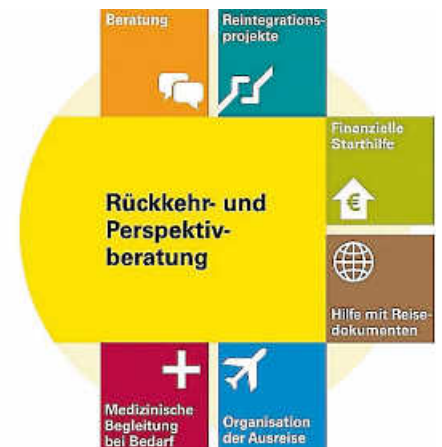 Beratung
Reintegrations-
projekte
Finanzielle
Starthilfe
€
Rückkehr- und
Perspektiv-
beratung
Hilfe mit Reise-
dokumenten
Medizinische
Begleitung
bei Bedarf
Organisation
der Ausreise